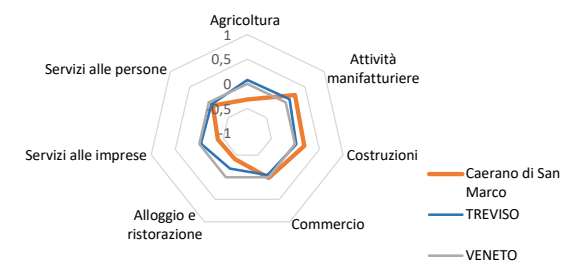 Agricoltura
1
0,5
0
-0,5
-1
Attività
manifatturiere
Costruzioni
Commercio
Alloggio e
ristorazione
Servizi alle imprese
Servizi alle persone
Caerano di San
Marco
TREVISO
VENETO